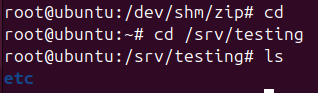 root@ubuntu:/dev/shm/zip# cd
root@ubuntu:~# cd /srv/testing
root@ubuntu:/srv/testing# ls
etc